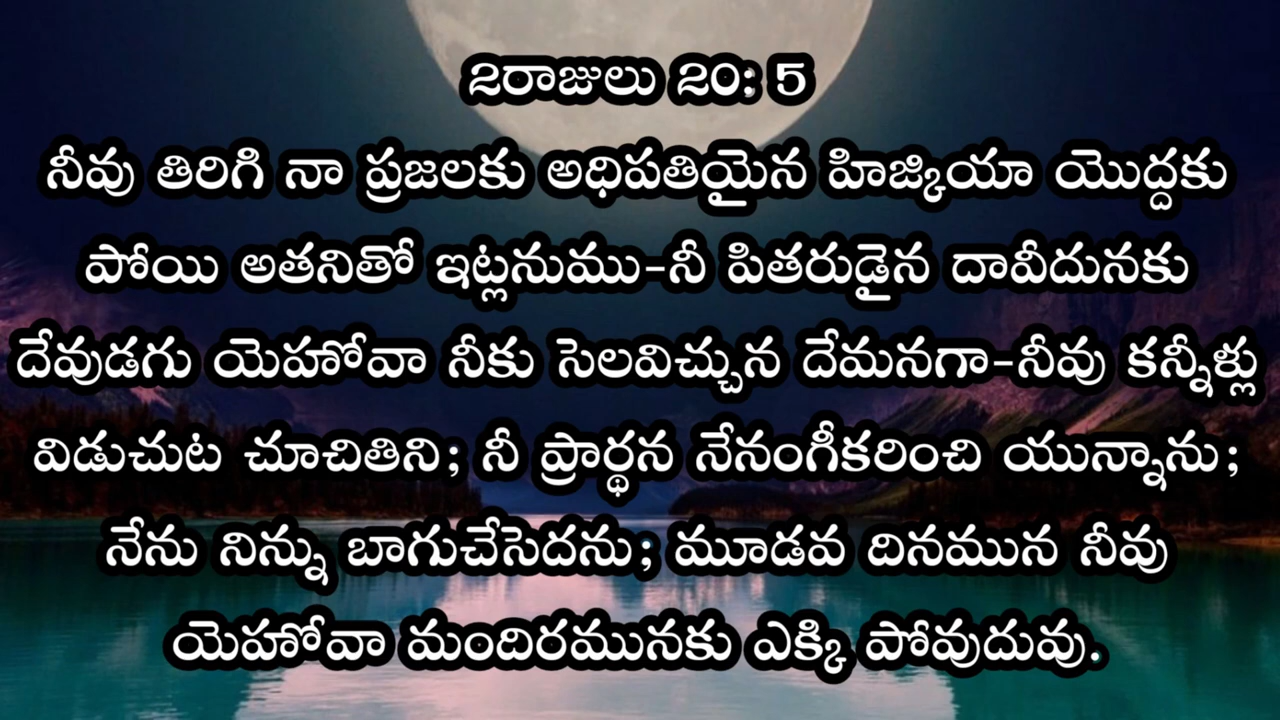 2రాజులు 20: 5
నీవు తిరిగి నా ప్రజలకు అధిపతియైన హిజ్కియా యొద్దకు
పోయి అతనితో ఇట్లనుము-నీ పితరుడైన దావీదునకు
దేవుడగు యెహోవా నీకు సెలవిచ్చున దేమనగా-నీవు కన్నీళ్లు
విడుచుట చూచితిని; నీ ప్రార్థన నేనంగీకరించి యున్నాను;
నేను నిన్ను బాగుచేసెదను; మూడవ దినమున నీవు
యెహోవా మందిరమునకు ఎక్కి పోవుదువు.